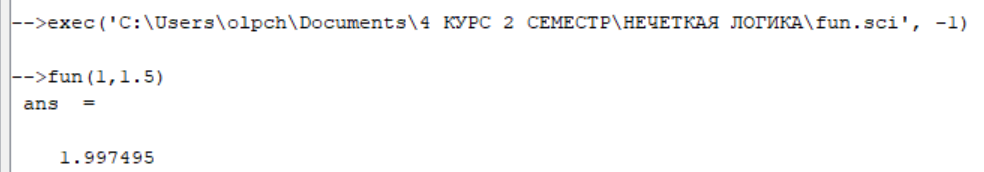 -->exec('C:\Users\olpch\Documents\4 КУРС 2 СЕМЕСТР\НЕЧЕТКАЯ ЛОГИКА\fun.sci', -1)
-->fun(1,1.5)
ans  =
1.997495